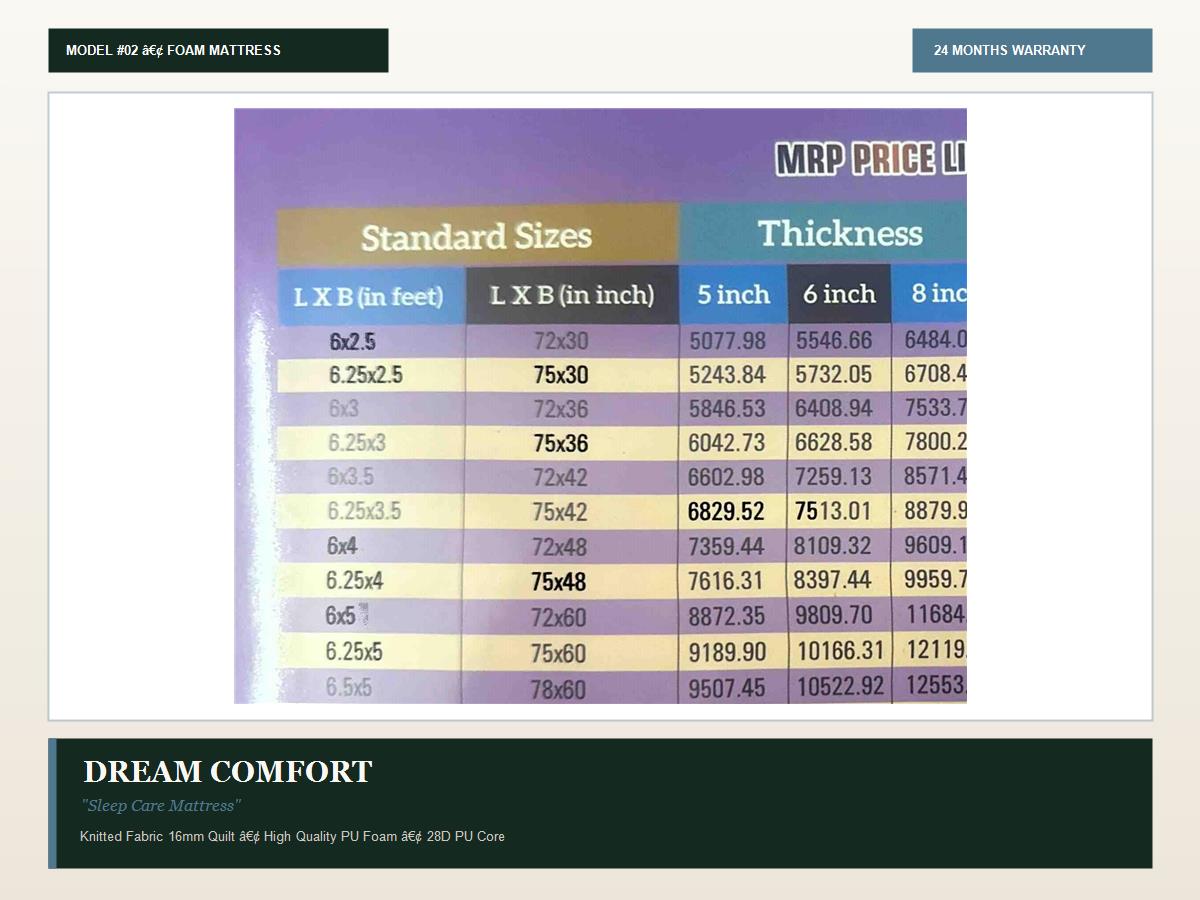 MODEL #02 â€¢ FOAM MATTRESS
24 MONTHS WARRANTY
MRP PRICE LI
Standard Sizes Thickness
L X B (in feet) L X B (in inch) 5 inch 6 inch 8 inc
6x2.5 72x30 5077.98 5546.66 6484.0
6.25x2.5 75x30 5243.84 5732.05 6708.4
6x3 72x36 5846.53 6408.94 7533.7
6.25x3 75x36 6042.73 6628.58 7800.2
6x3.5 72x42 6602.98 7259.13 8571.4
6.25x3.5 75x42 6829.52 7513.01 8879.9
6x4 72x48 7359.44 8109.32 9609.1
6.25x4 75x48 7616.31 8397.44 9959.7
6x5 72x60 8872.35 9809.70 11684.
6.25x5 75x60 9189.90 10166.31 12119.
6.5x5 78x60 9507.45 10522.92 12553.
DREAM COMFORT
"Sleep Care Mattress"
Knitted Fabric 16mm Quilt â€¢ High Quality PU Foam â€¢ 28D PU Core